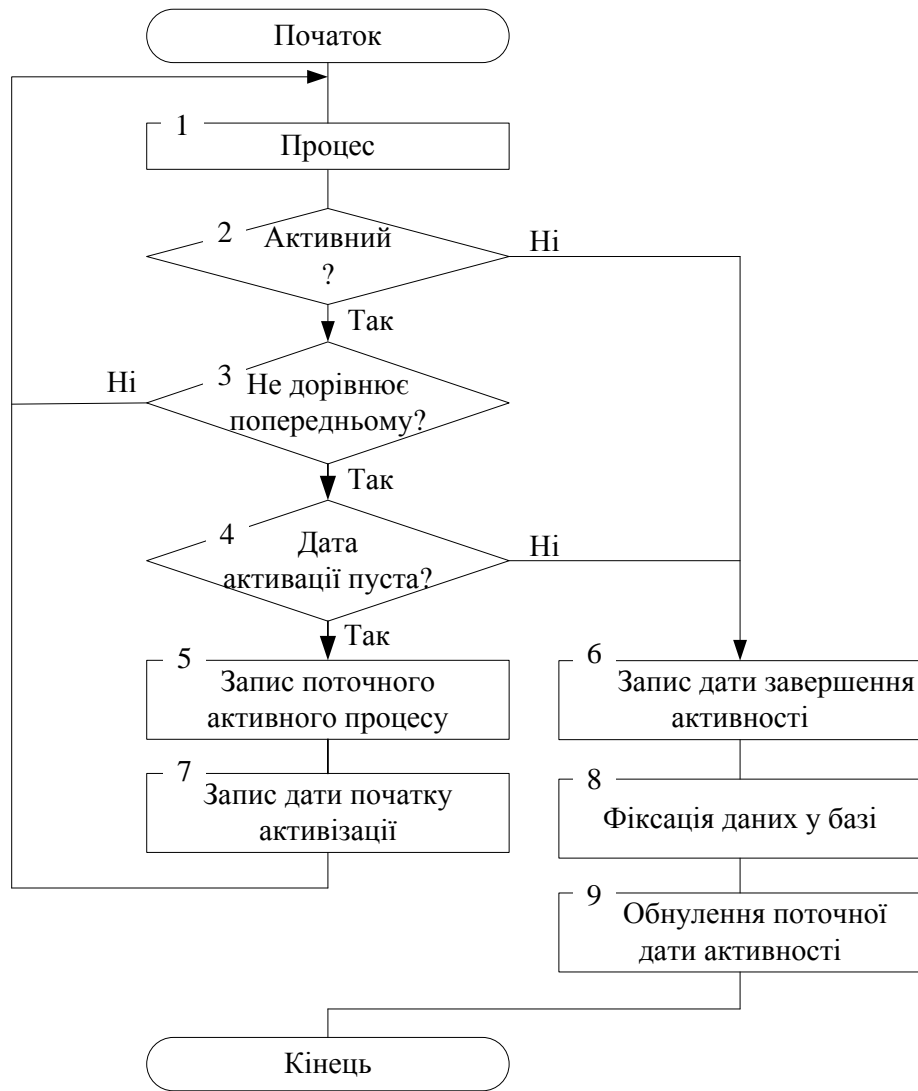 Початок
1
Процес
2
Активний
?
Ні
Так
3
Не дорівнює
попередньому?
Ні
Так
4
Дата
активації пуста?
Ні
Так
5
Запис поточного
активного процесу
6
Запис дати завершення
активності
7
Запис дати початку
активізації
8
Фіксація даних у базі
9
Обнулення поточної
дати активності
Кінець